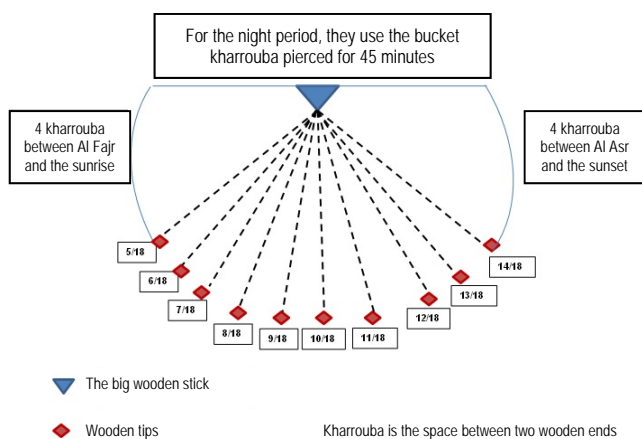 For the night period, they use the bucket
kharrouba pierced for 45 minutes
4 kharrouba
between Al Fajr
and the sunrise
4 kharrouba
between Al Asr
and the sunset
5/18
6/18
7/18
8/18
9/18
10/18
11/18
12/18
13/18
14/18
The big wooden stick
Wooden tips
Kharrouba is the space between two wooden ends